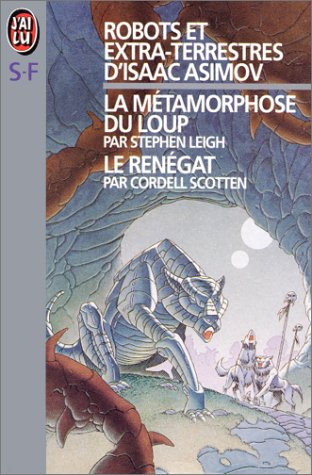 J'AI
LU
S-F
ROBOTS ET
EXTRA-TERRESTRES
D'ISAAC ASIMOV
LA MÉTAMORPHOSE
DU LOUP
PAR STEPHEN LEIGH
LE RENÉGAT
PAR CORDELL SCOTTEN